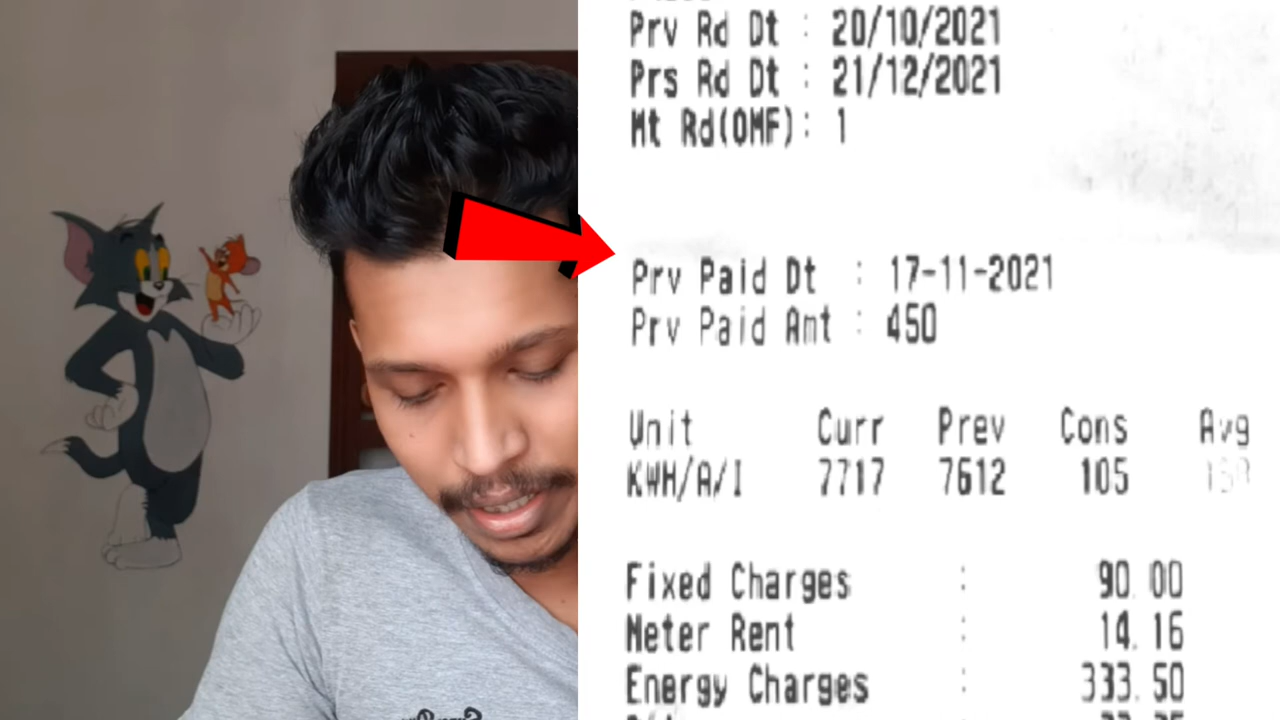 Prv Rd Dt : 20/10/2021
Prs Rd Dt : 21/12/2021
Mt Rd(OMF): 1
Prv Paid Dt : 17-11-2021
Prv Paid Amt : 450
Unit Curr Prev Cons Avg
KWH/A/I 7717 7612 105
Fixed Charges : 90.00
Meter Rent : 14.16
Energy Charges : 333.50